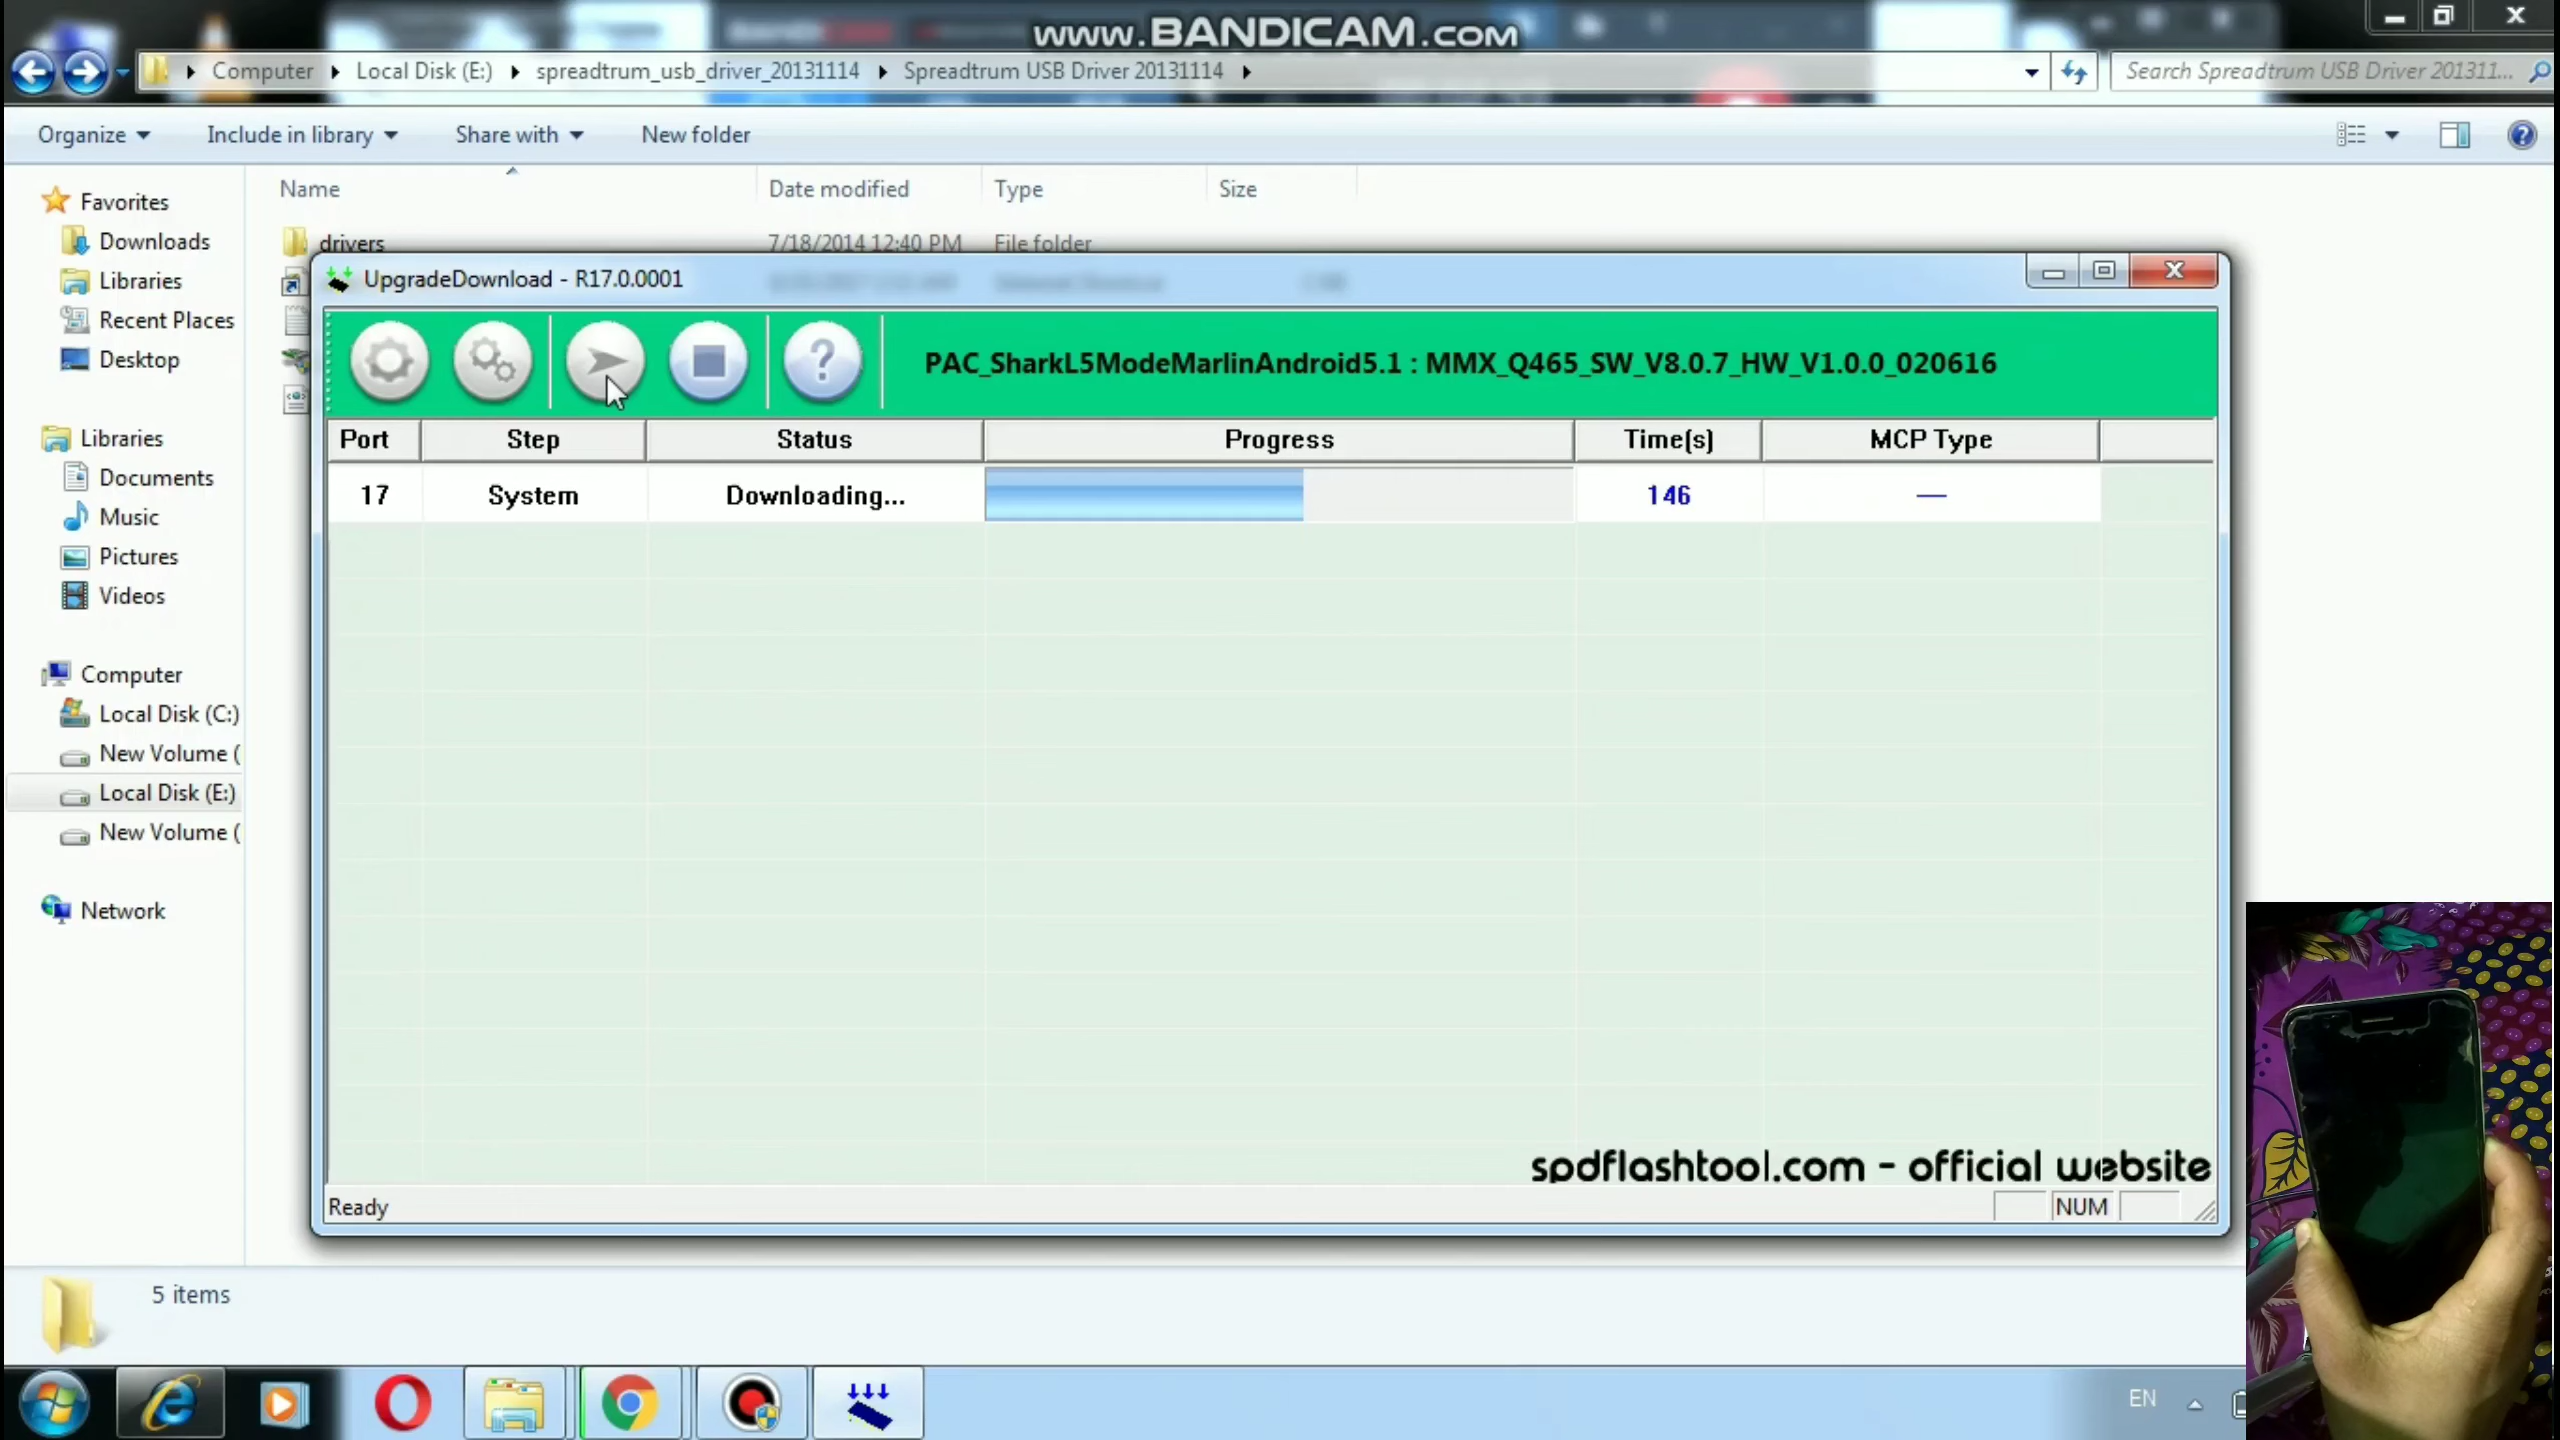 www.BANDICAM.com
Computer Local Disk (E:) spreadtrum_usb_driver_20131114 Spreadtrum USB Driver 20131114
Search Spreadtrum USB Driver 201311...
Organize Include in library Share with New folder
Name Date modified Type Size
Favorites
Downloads
Libraries
Recent Places
Desktop
Libraries
Documents
Music
Pictures
Videos
Computer
Local Disk (C:)
New Volume (
Local Disk (E:)
New Volume (
Network
drivers 7/18/2014 12:40 PM File folder
UpgradeDownload - R17.0.0001
PAC_SharkL5ModeMarlinAndroid5.1 : MMX_Q465_SW_V8.0.7_HW_V1.0.0_020616
Port Step Status Progress Time(s) MCP Type
17 System Downloading... 146 —
spdflashtool.com - official website
Ready NUM
5 items
EN